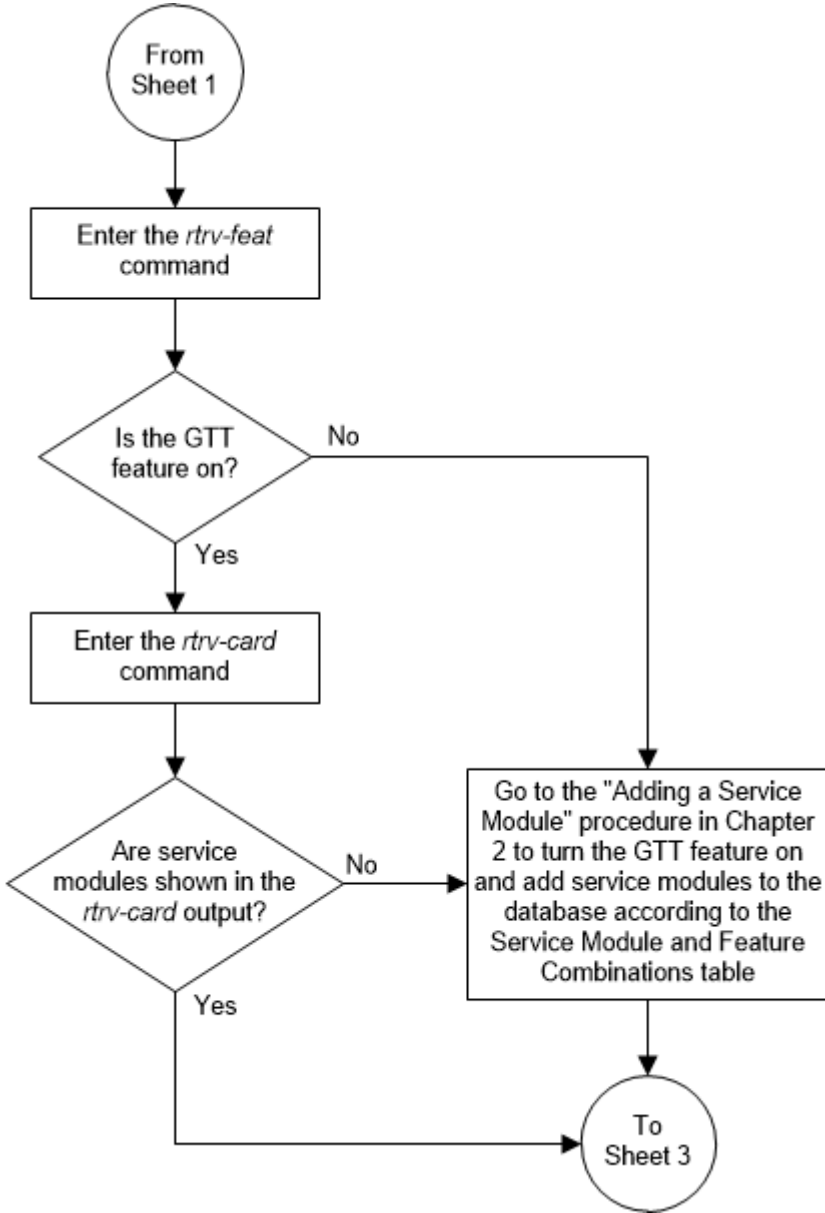 From
Sheet 1
Enter the rtrv-feat
command
Is the GTT
feature on?
No
Yes
Enter the rtrv-card
command
Are service
modules shown in the
rtrv-card output?
No
Yes
Go to the "Adding a Service
Module" procedure in Chapter
2 to turn the GTT feature on
and add service modules to the
database according to the
Service Module and Feature
Combinations table
To
Sheet 3